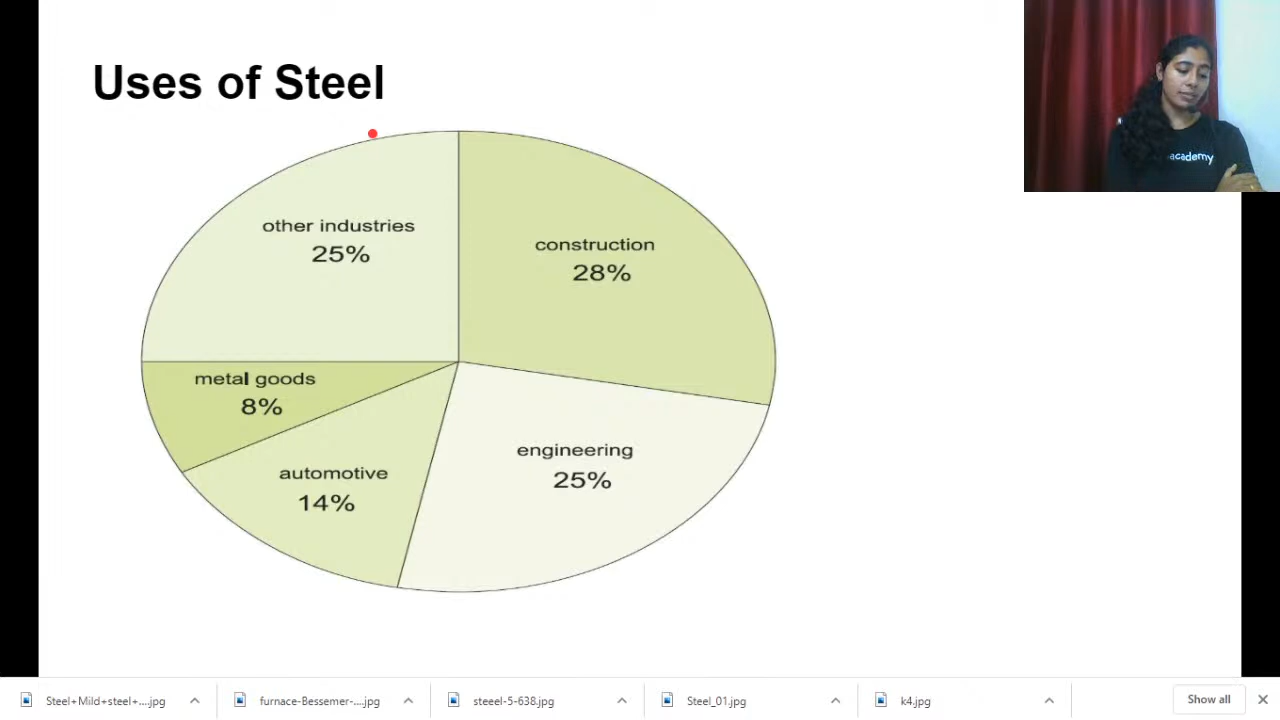 Uses of Steel
academy
other industries
25%
construction
28%
metal goods
8%
engineering
25%
automotive
14%
Steel+Mild+steel+....jpg
furnace-Bessemer-....jpg
steeel-5-638.jpg
Steel_01.jpg
k4.jpg
Show all